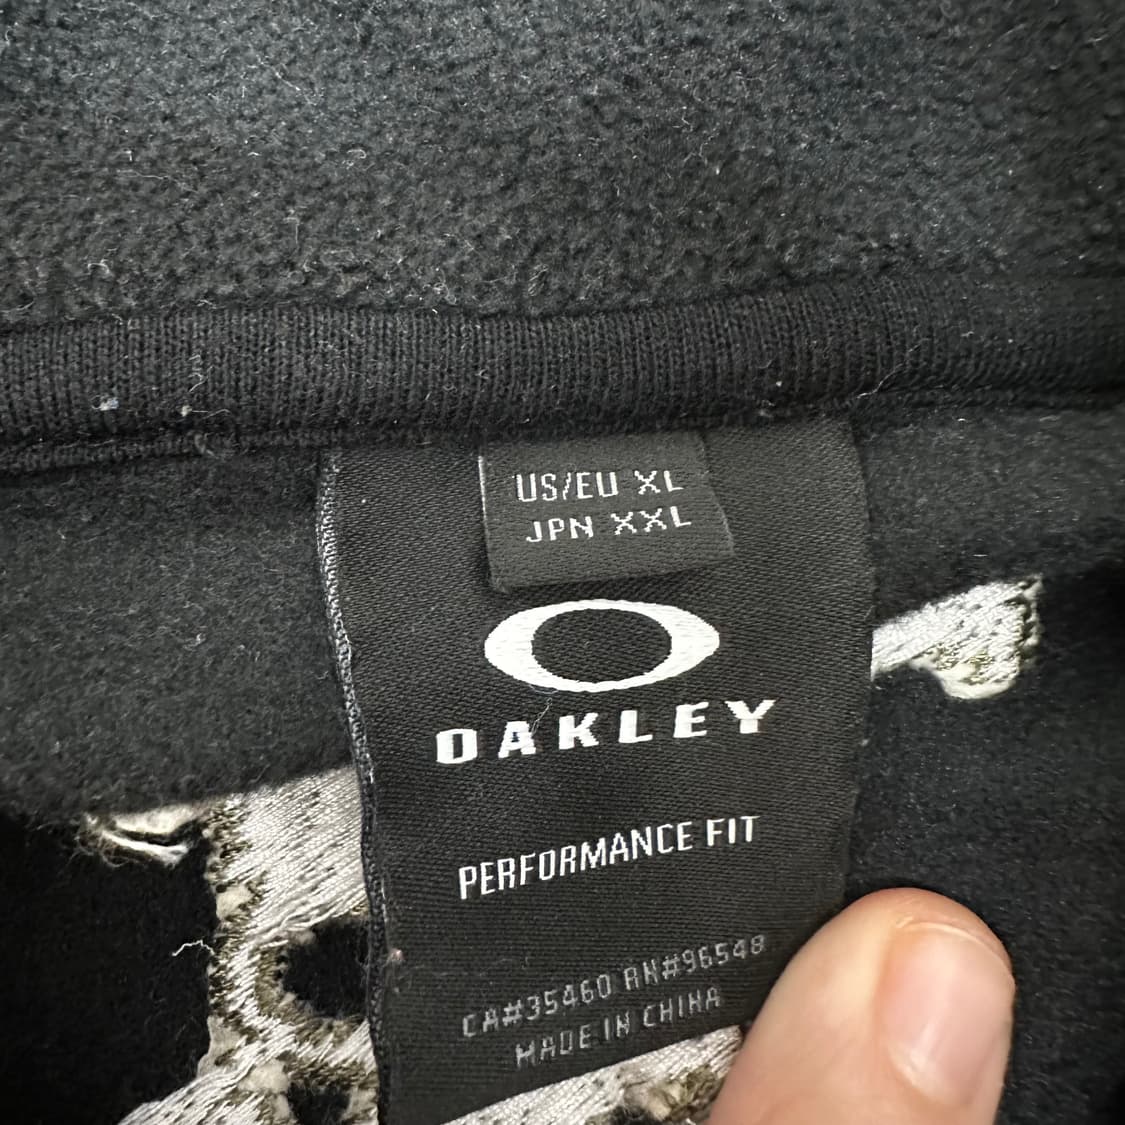 US/EU XL
JPN XXL
OAKLEY
PERFORMANCE FIT
CA#35460 RN#96548
MADE IN CHINA